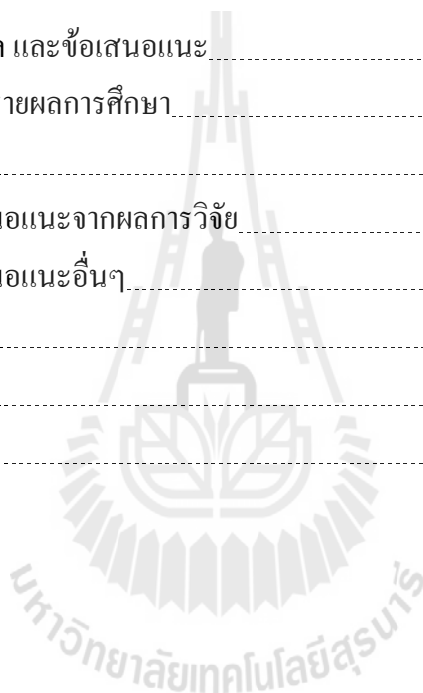 และข้อเสนอแนะ
ายผลการศึกษา
นอแนะจากผลการวิจัย
นอแนะอื่นๆ
มหาวิทยาลัยเทคโนโลยีสุรนารี